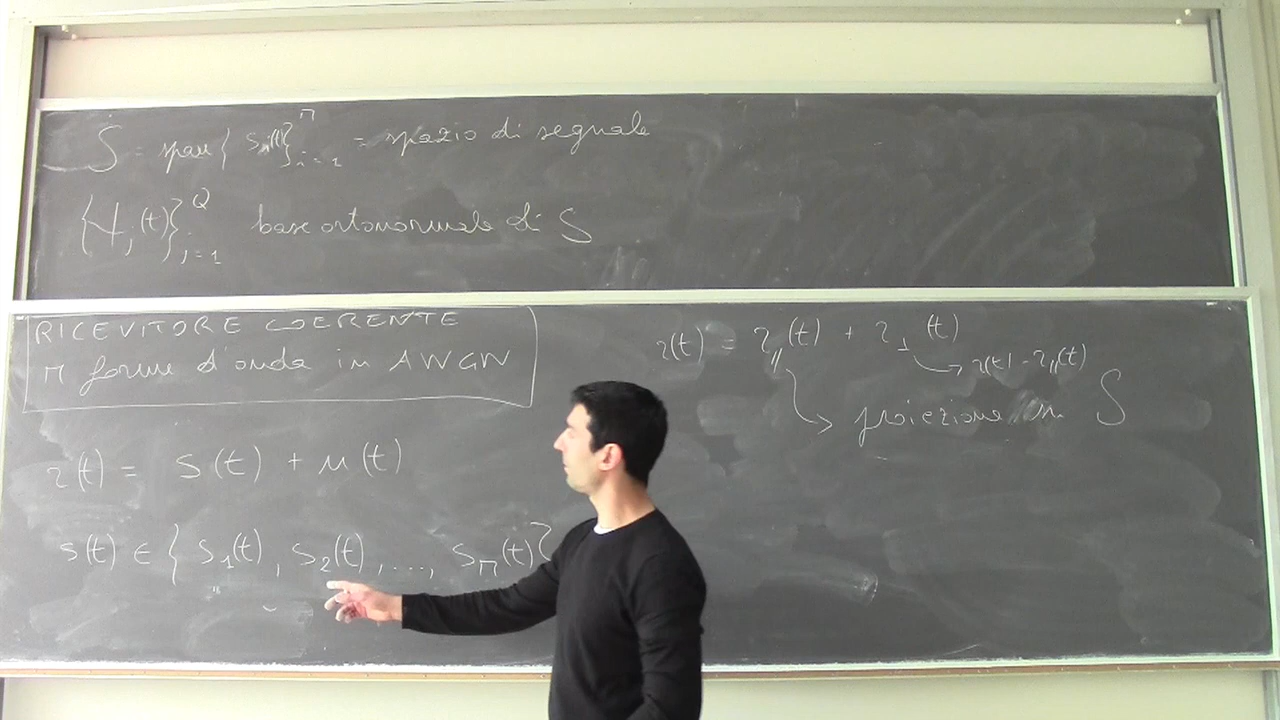 S = span { s_i(t) }_{i=1}^{M} = spazio di segnale
{ ψ_j(t) }_{j=1}^{Q} base ortonormale di S
RICEVITORE COERENTE
M forme d'onda in AWGN
r(t) = s(t) + n(t)
s(t) ∈ { s_1(t), s_2(t), ..., s_M(t) }
r(t) = r_{//}(t) + r_⊥(t)
→ r(t) - r_{//}(t)
→ proiezione in S